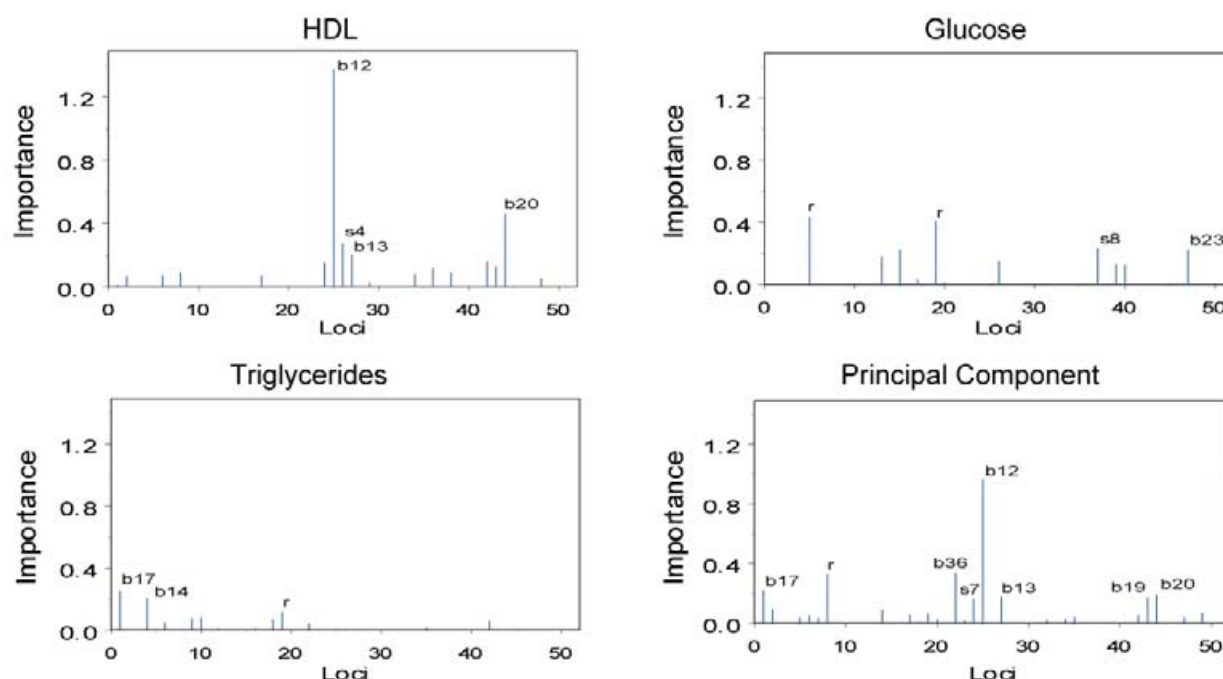 HDL
Importance
1.2
0.8
0.4
0.0
b12
s4
b13
b20
0 10 20 30 40 50
Loci
Glucose
Importance
1.2
0.8
0.4
0.0
r
r
s8
b23
0 10 20 30 40 50
Loci
Triglycerides
Importance
1.2
0.8
0.4
0.0
b17
b14
r
0 10 20 30 40 50
Loci
Principal Component
Importance
1.2
0.8
0.4
0.0
b17
r
b36
s7
b12
b13
b19
b20
0 10 20 30 40 50
Loci